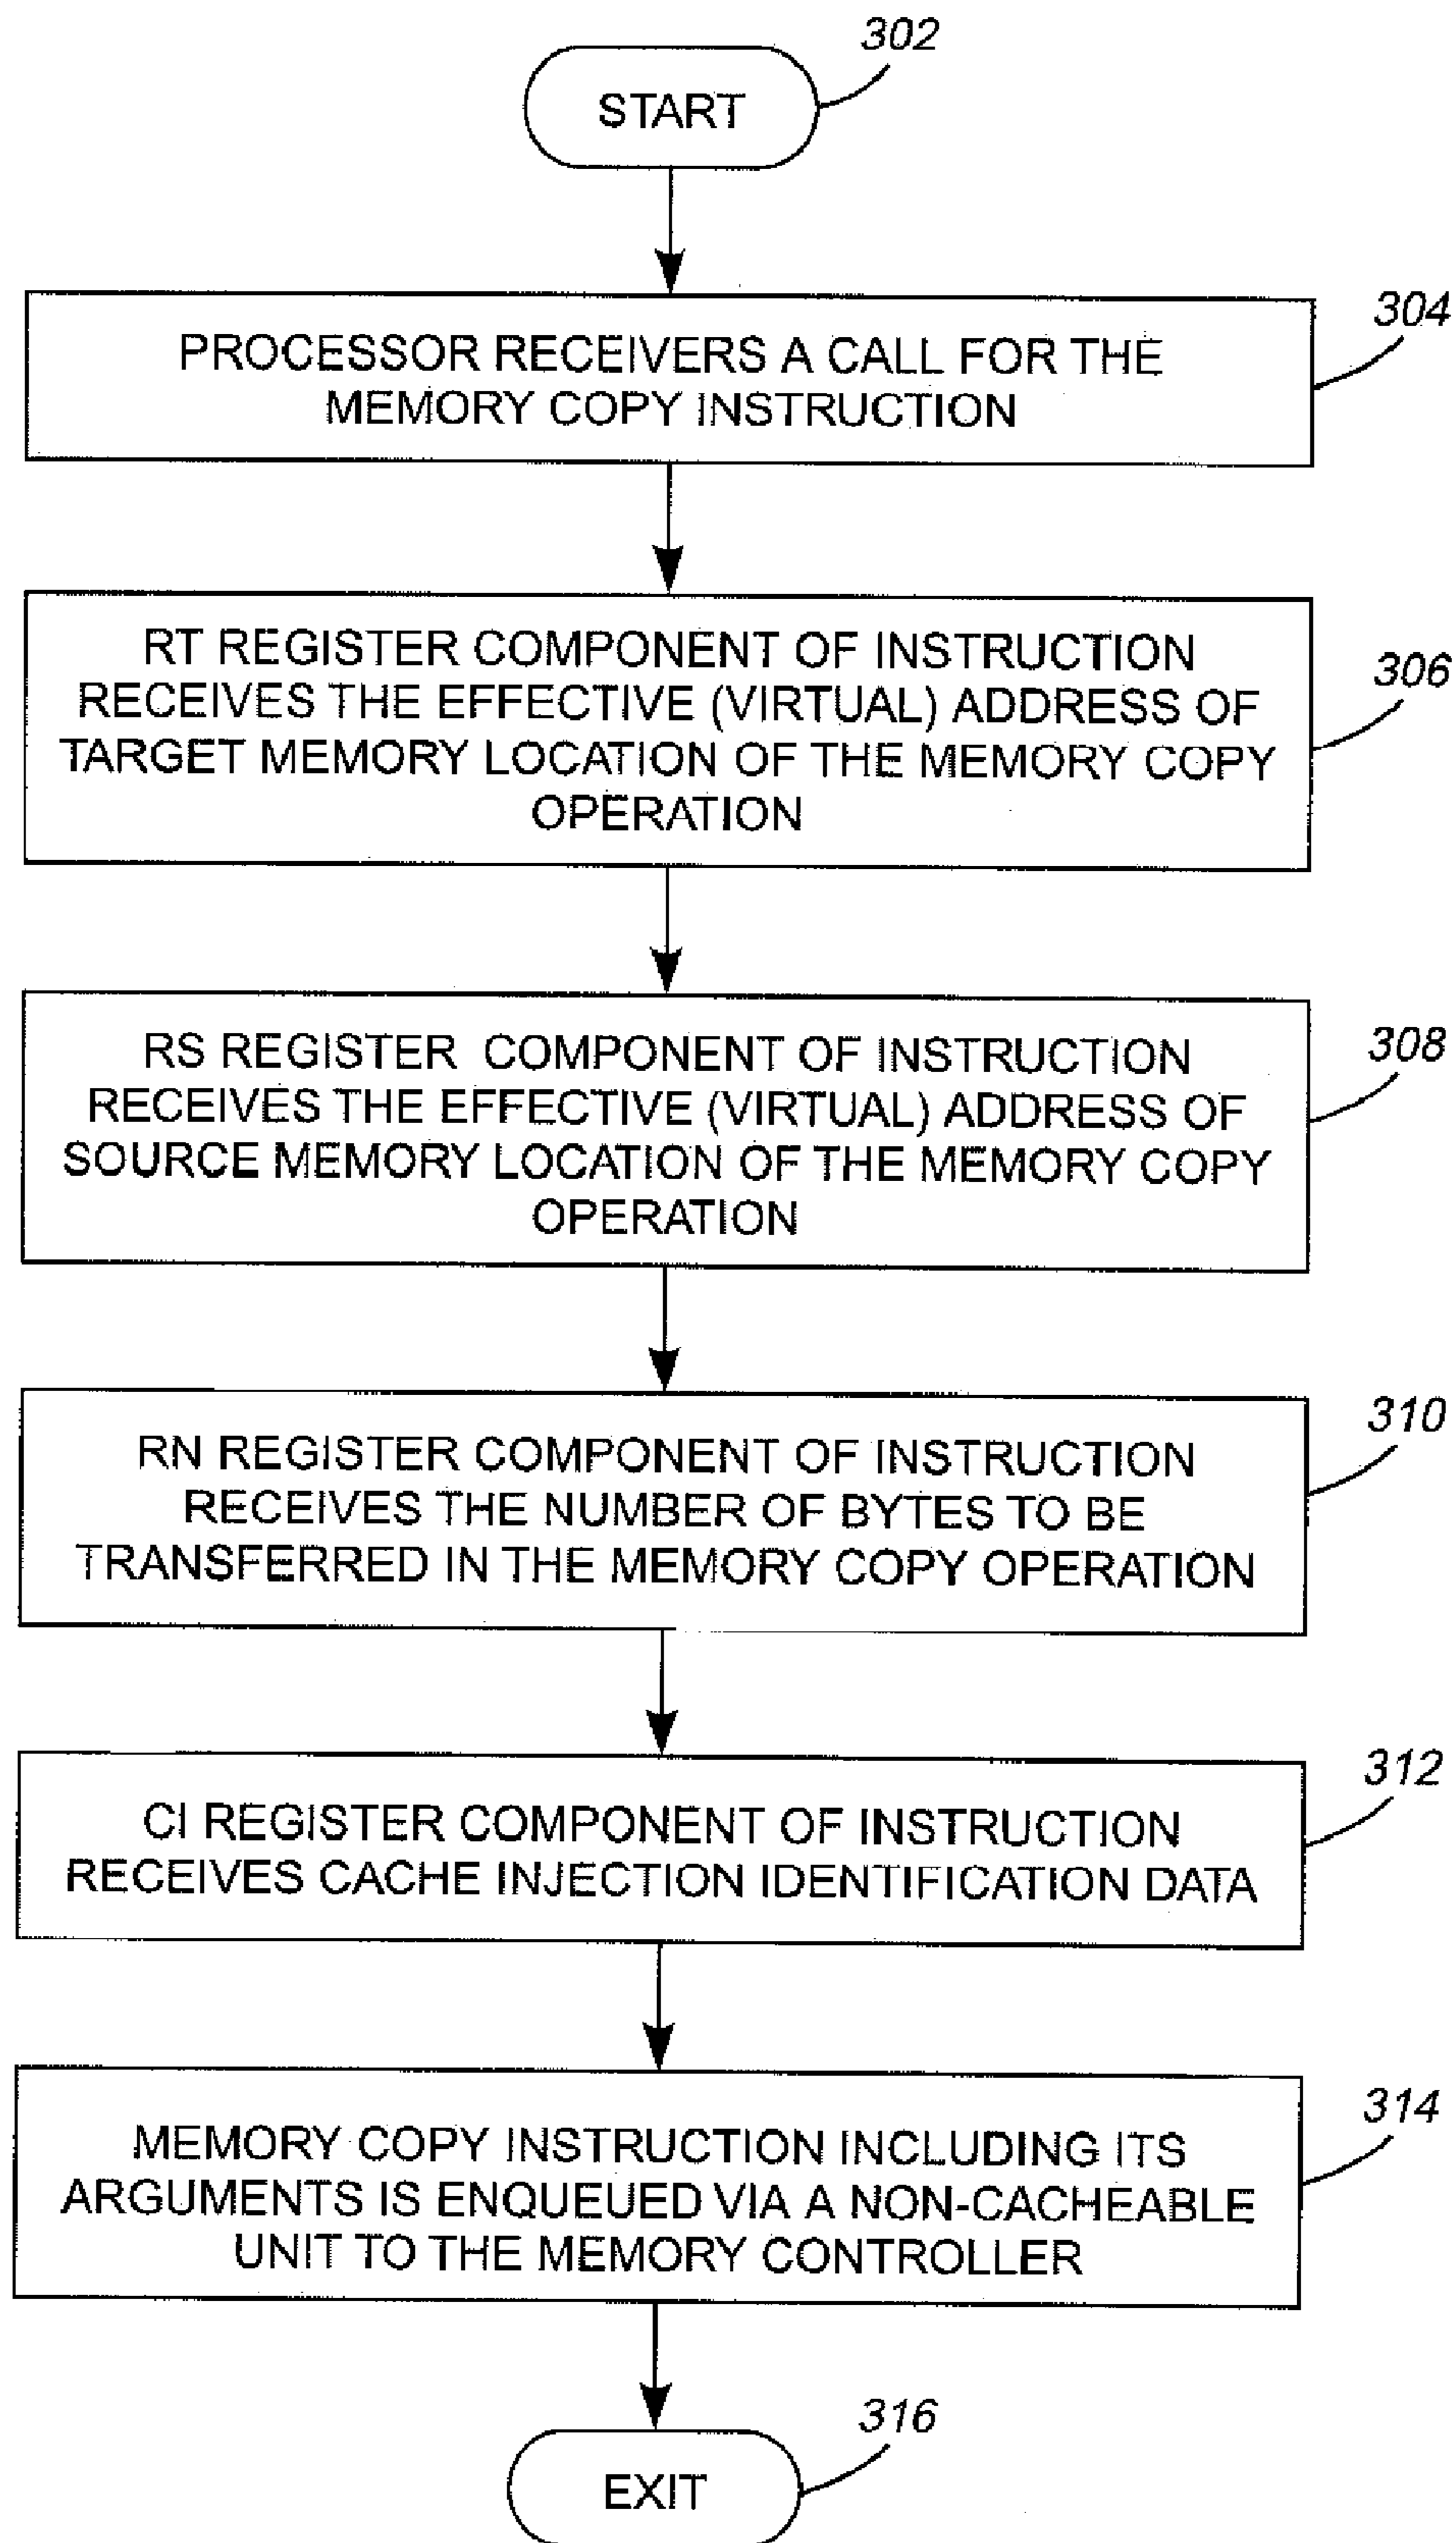 302
START
304
PROCESSOR RECEIVERS A CALL FOR THE
MEMORY COPY INSTRUCTION
306
RT REGISTER COMPONENT OF INSTRUCTION
RECEIVES THE EFFECTIVE (VIRTUAL) ADDRESS OF
TARGET MEMORY LOCATION OF THE MEMORY COPY
OPERATION
308
RS REGISTER COMPONENT OF INSTRUCTION
RECEIVES THE EFFECTIVE (VIRTUAL) ADDRESS OF
SOURCE MEMORY LOCATION OF THE MEMORY COPY
OPERATION
310
RN REGISTER COMPONENT OF INSTRUCTION
RECEIVES THE NUMBER OF BYTES TO BE
TRANSFERRED IN THE MEMORY COPY OPERATION
312
CI REGISTER COMPONENT OF INSTRUCTION
RECEIVES CACHE INJECTION IDENTIFICATION DATA
314
MEMORY COPY INSTRUCTION INCLUDING ITS
ARGUMENTS IS ENQUEUED VIA A NON-CACHEABLE
UNIT TO THE MEMORY CONTROLLER
316
EXIT